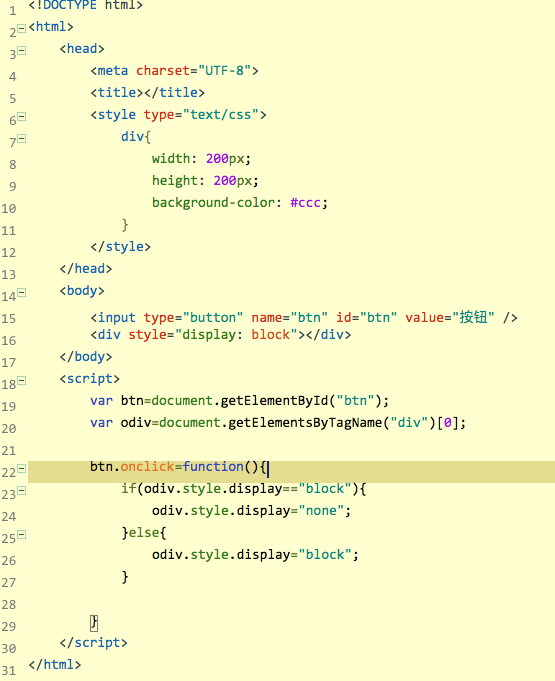 1 <!DOCTYPE html>
2 <html>
3 <head>
4 <meta charset="UTF-8">
5 <title></title>
6 <style type="text/css">
7 div{
8 width: 200px;
9 height: 200px;
10 background-color: #ccc;
11 }
12 </style>
13 </head>
14 <body>
15 <input type="button" name="btn" id="btn" value="按钮" />
16 <div style="display: block"></div>
17 </body>
18 <script>
19 var btn=document.getElementById("btn");
20 var odiv=document.getElementsByTagName("div")[0];
21
22 btn.onclick=function(){
23 if(odiv.style.display=="block"){
24 odiv.style.display="none";
25 }else{
26 odiv.style.display="block";
27 }
28
29 }
30 </script>
31 </html>